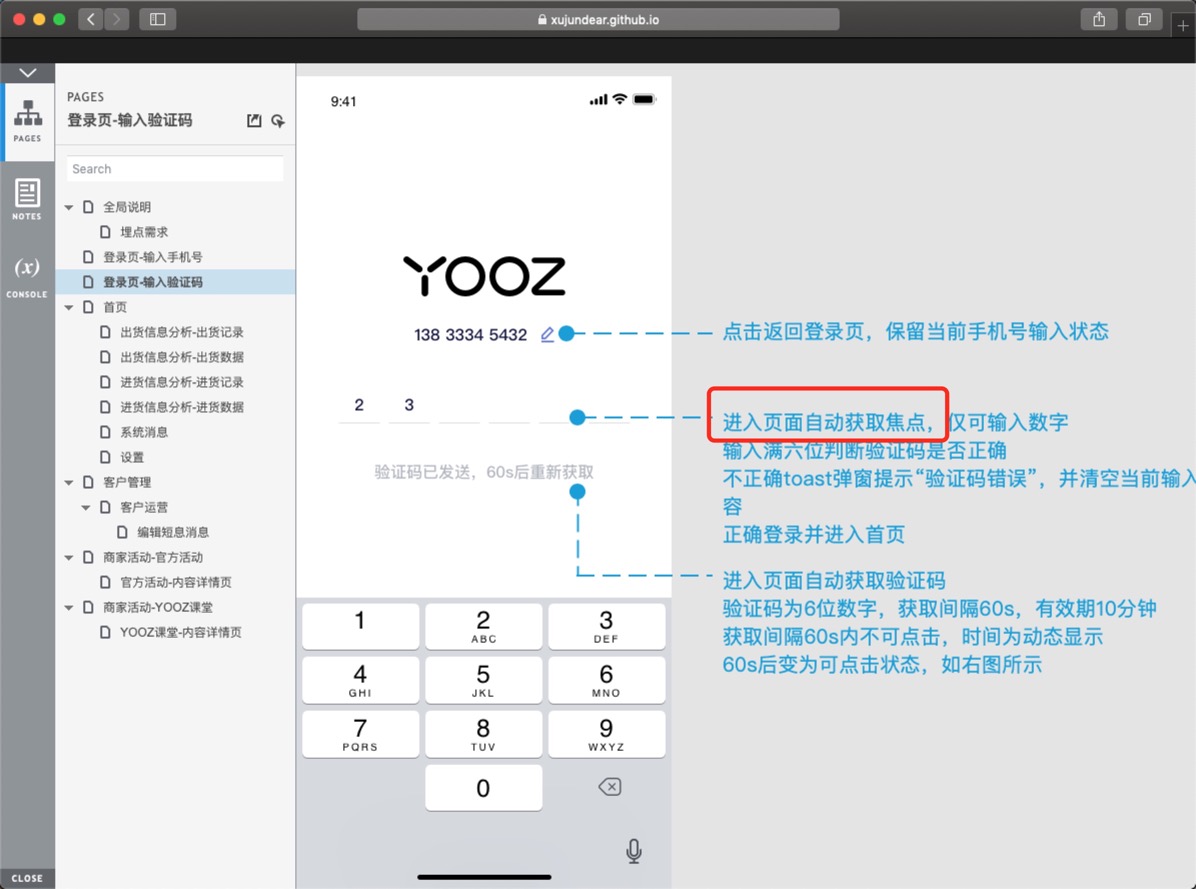 xujundear.github.io
PAGES
NOTES
(x)
CONSOLE
CLOSE
PAGES
登录页-输入验证码
Search
全局说明
埋点需求
登录页-输入手机号
登录页-输入验证码
首页
出货信息分析-出货记录
出货信息分析-出货数据
进货信息分析-进货记录
进货信息分析-进货数据
系统消息
设置
客户管理
客户运营
编辑短息消息
商家活动-官方活动
官方活动-内容详情页
商家活动-YOOZ课堂
YOOZ课堂-内容详情页
9:41
YOOZ
138 3334 5432
2 3
验证码已发送，60s后重新获取
1
2
ABC
3
DEF
4
GHI
5
JKL
6
MNO
7
PQRS
8
TUV
9
WXYZ
0
点击返回登录页，保留当前手机号输入状态
进入页面自动获取焦点，仅可输入数字
输入满六位判断验证码是否正确
不正确toast弹窗提示“验证码错误”，并清空当前输入
容
正确登录并进入首页
进入页面自动获取验证码
验证码为6位数字，获取间隔60s，有效期10分钟
获取间隔60s内不可点击，时间为动态显示
60s后变为可点击状态，如右图所示